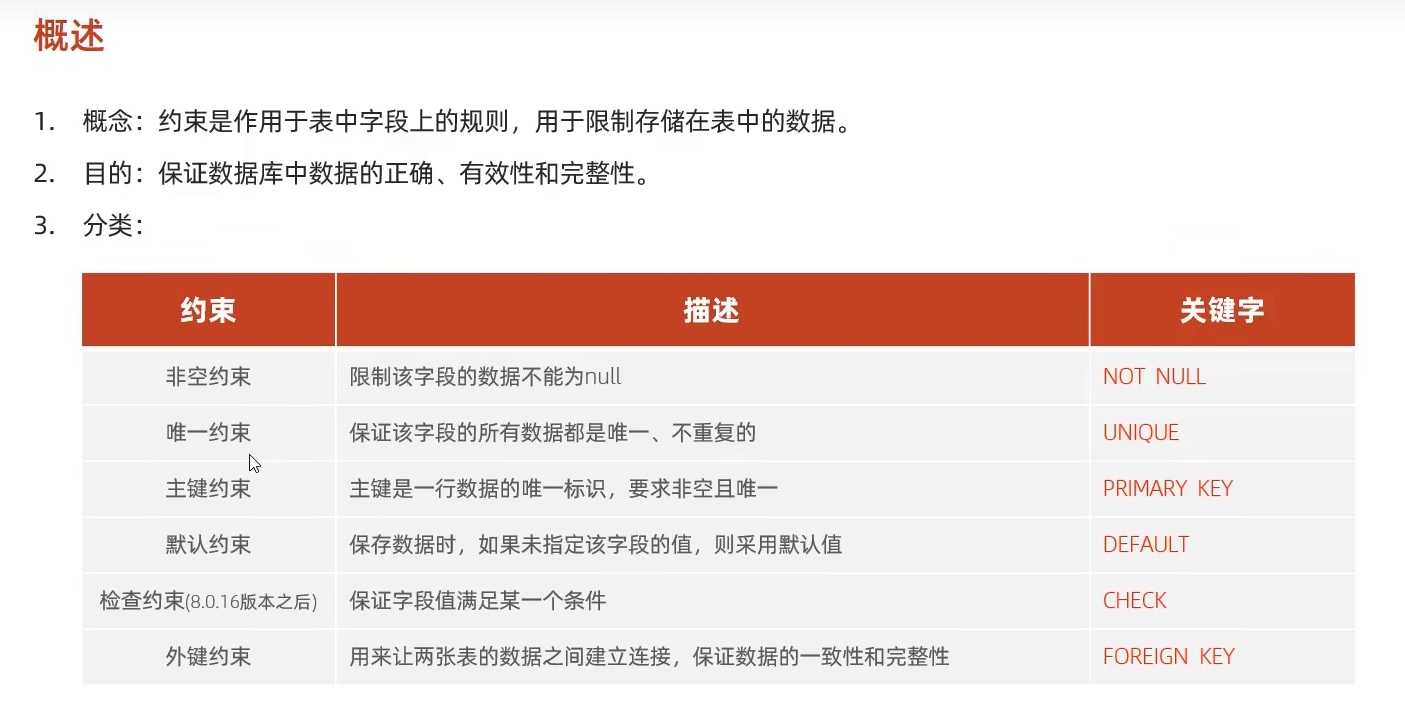 概述
1. 概念：约束是作用于表中字段上的规则，用于限制存储在表中的数据。
2. 目的：保证数据库中数据的正确、有效性和完整性。
3. 分类：
约束 描述 关键字
非空约束 限制该字段的数据不能为null NOT NULL
唯一约束 保证该字段的所有数据都是唯一、不重复的 UNIQUE
主键约束 主键是一行数据的唯一标识，要求非空且唯一 PRIMARY KEY
默认约束 保存数据时，如果未指定该字段的值，则采用默认值 DEFAULT
检查约束(8.0.16版本之后) 保证字段值满足某一个条件 CHECK
外键约束 用来让两张表的数据之间建立连接，保证数据的一致性和完整性 FOREIGN KEY